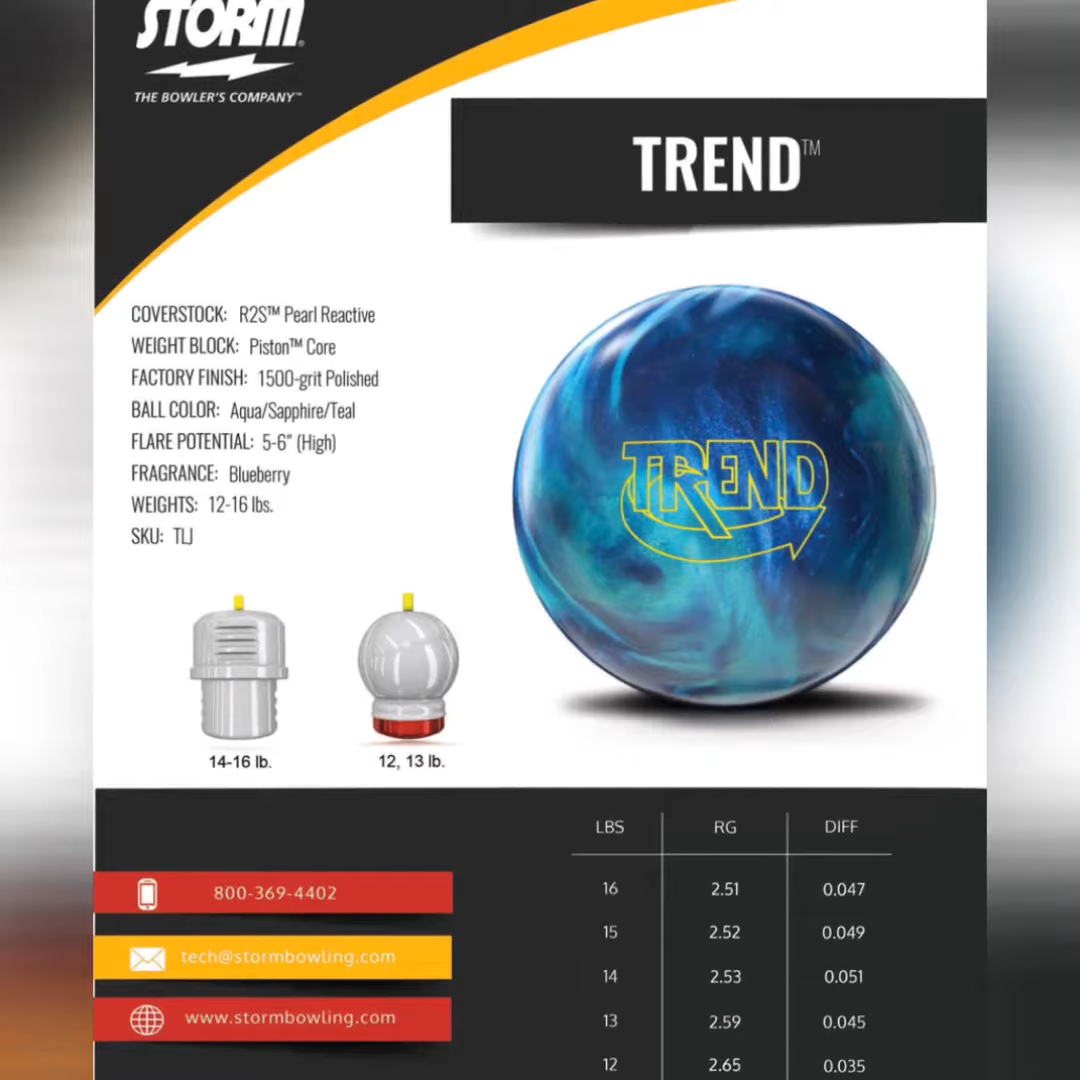 STORM®
THE BOWLER'S COMPANY™
TREND™
COVERSTOCK: R2S™ Pearl Reactive
WEIGHT BLOCK: Piston™ Core
FACTORY FINISH: 1500-grit Polished
BALL COLOR: Aqua/Sapphire/Teal
FLARE POTENTIAL: 5-6" (High)
FRAGRANCE: Blueberry
WEIGHTS: 12-16 lbs.
SKU: TLJ
TREND
14-16 lb.
12, 13 lb.
800-369-4402
tech@stormbowling.com
www.stormbowling.com
LBS RG DIFF
16 2.51 0.047
15 2.52 0.049
14 2.53 0.051
13 2.59 0.045
12 2.65 0.035